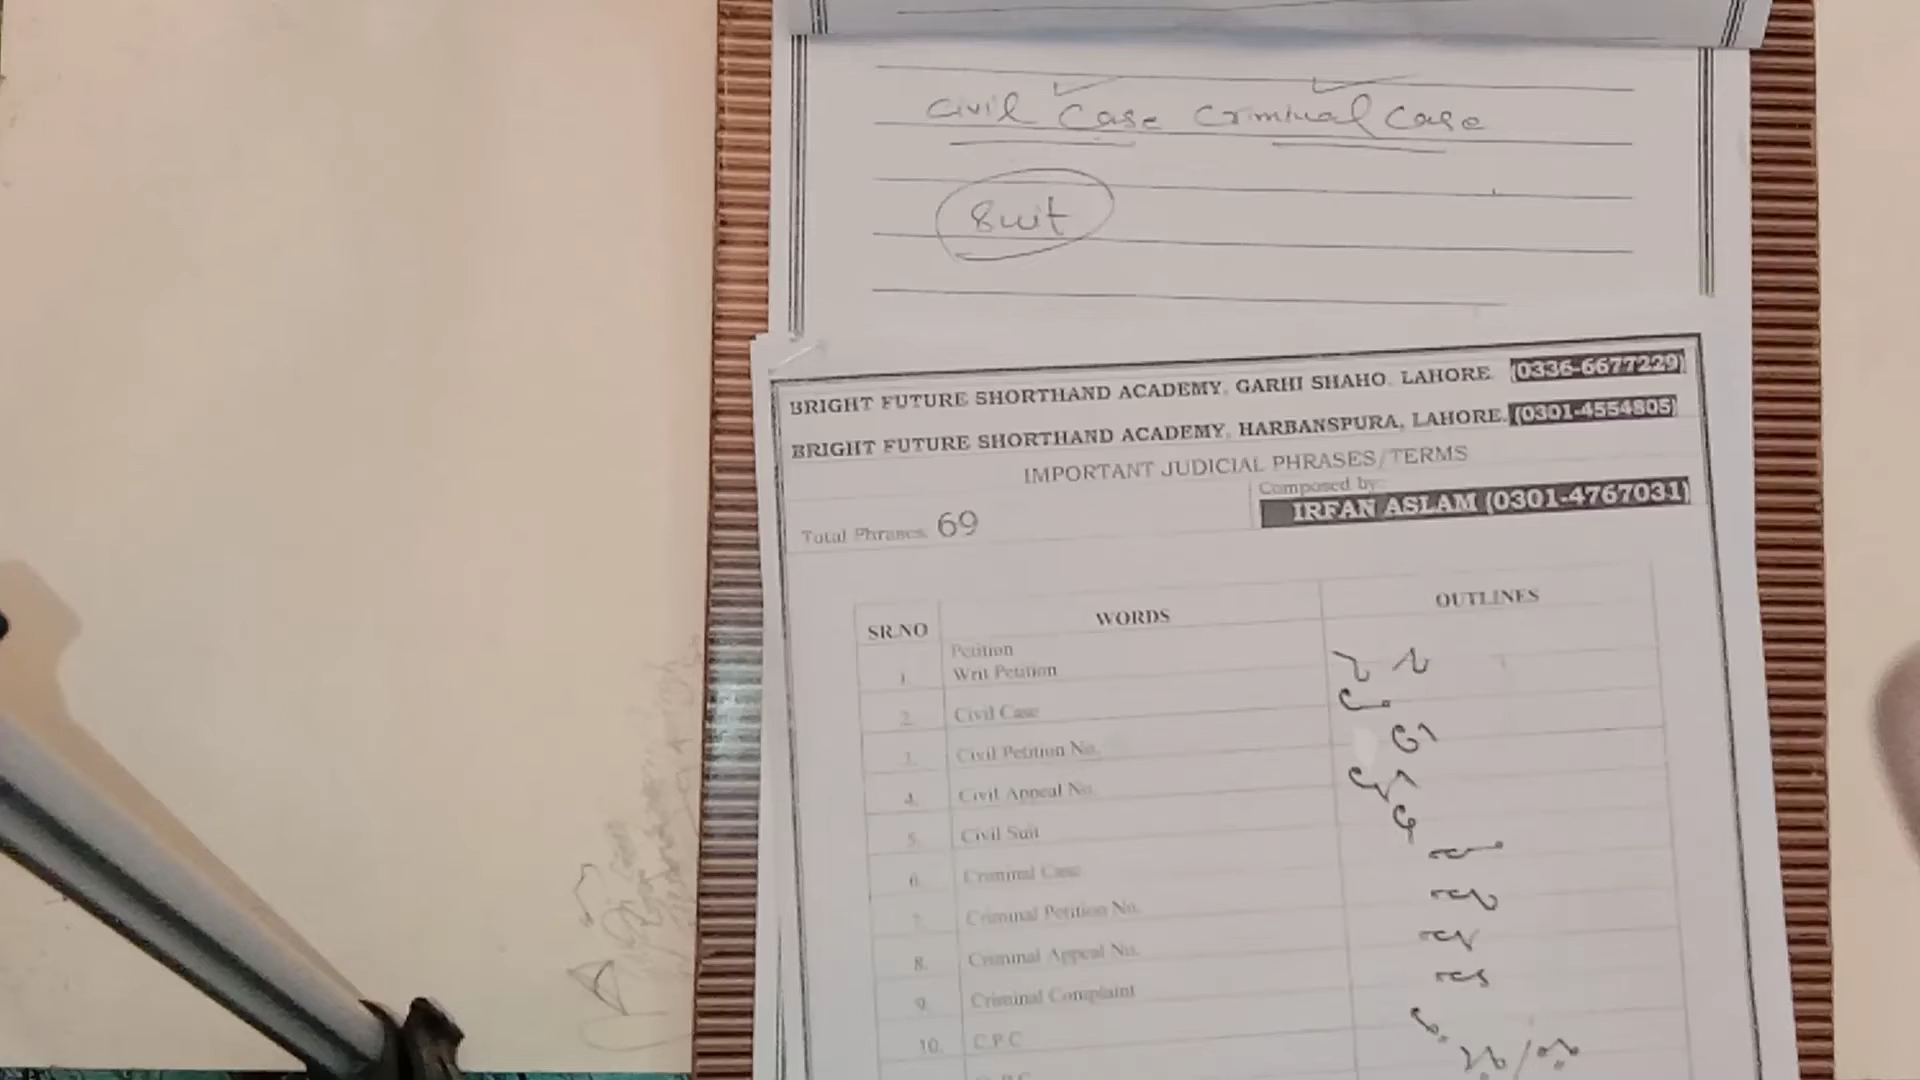 Civil Case Criminal Case
Suit
BRIGHT FUTURE SHORTHAND ACADEMY, GARHI SHAHO, LAHORE. (0336-6677229)
BRIGHT FUTURE SHORTHAND ACADEMY, HARBANSPURA, LAHORE. (0301-4554805)
IMPORTANT JUDICIAL PHRASES/TERMS
Composed by:
Total Phrases 69 IRFAN ASLAM (0301-4767031)
SR.NO WORDS OUTLINES
Petition
1. Writ Petition
2. Civil Case
3. Civil Petition No.
4. Civil Appeal No.
5. Civil Suit
6. Criminal Case
7. Criminal Petition No.
8. Criminal Appeal No.
9. Criminal Complaint
10. C.P.C